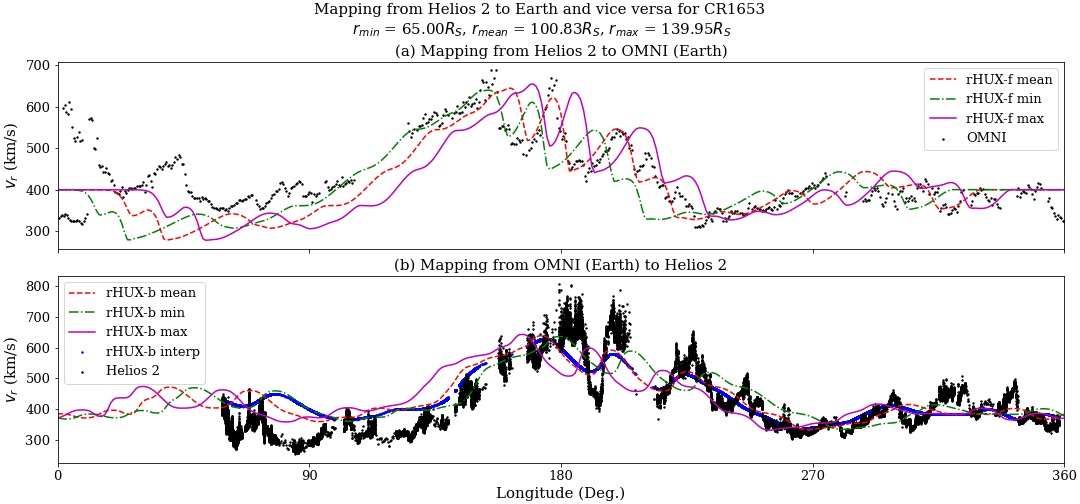 Mapping from Helios 2 to Earth and vice versa for CR1653
r_min = 65.00R_S, r_mean = 100.83R_S, r_max = 139.95R_S
(a) Mapping from Helios 2 to OMNI (Earth)
700
600
500
400
300
v_r (km/s)
rHUX-f mean
rHUX-f min
rHUX-f max
OMNI
(b) Mapping from OMNI (Earth) to Helios 2
800
700
600
500
400
300
v_r (km/s)
rHUX-b mean
rHUX-b min
rHUX-b max
rHUX-b interp
Helios 2
0 90 180 270 360
Longitude (Deg.)